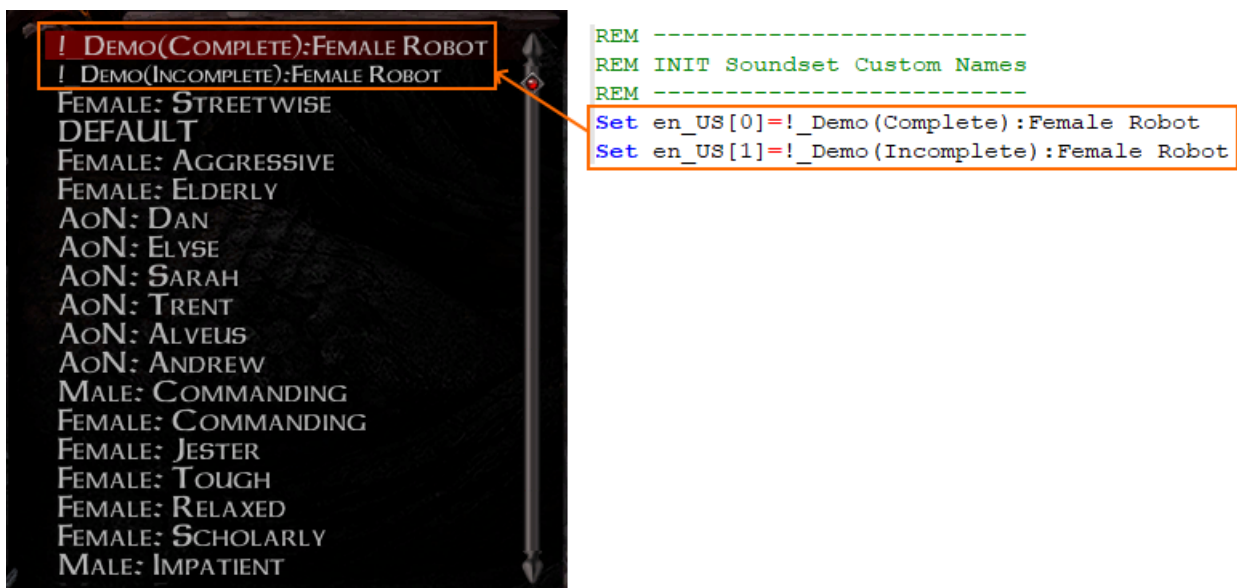 !_Demo(Complete):Female Robot
!_Demo(Incomplete):Female Robot
Female: Streetwise
DEFAULT
Female: Aggressive
Female: Elderly
AoN: Dan
AoN: Elyse
AoN: Sarah
AoN: Trent
AoN: Alveus
AoN: Andrew
Male: Commanding
Female: Commanding
Female: Jester
Female: Tough
Female: Relaxed
Female: Scholarly
Male: Impatient
REM --------------------------
REM INIT Soundset Custom Names
REM --------------------------
Set en_US[0]=!_Demo(Complete):Female Robot
Set en_US[1]=!_Demo(Incomplete):Female Robot